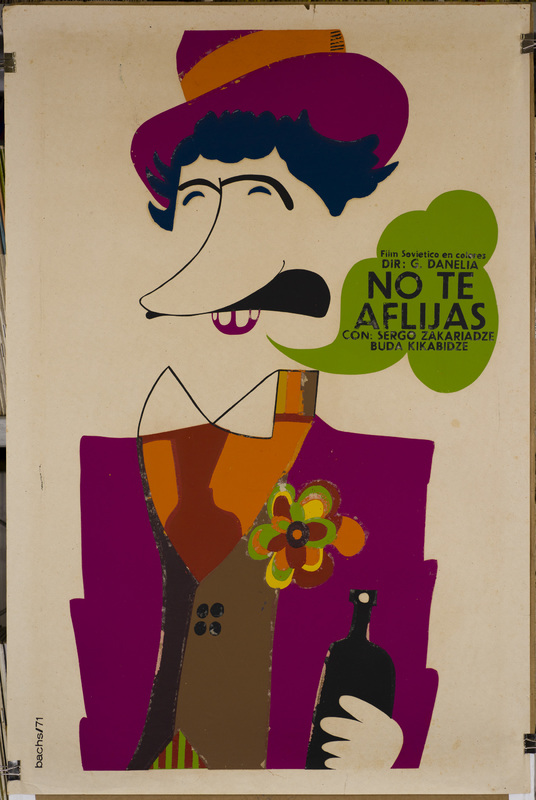 Film Sovietico en colores
DIR: G. DANELIA
NO TE
AFLIJAS
CON: SERGO ZAKARIADZE
BUDA KIKABIDZE
bachs/71